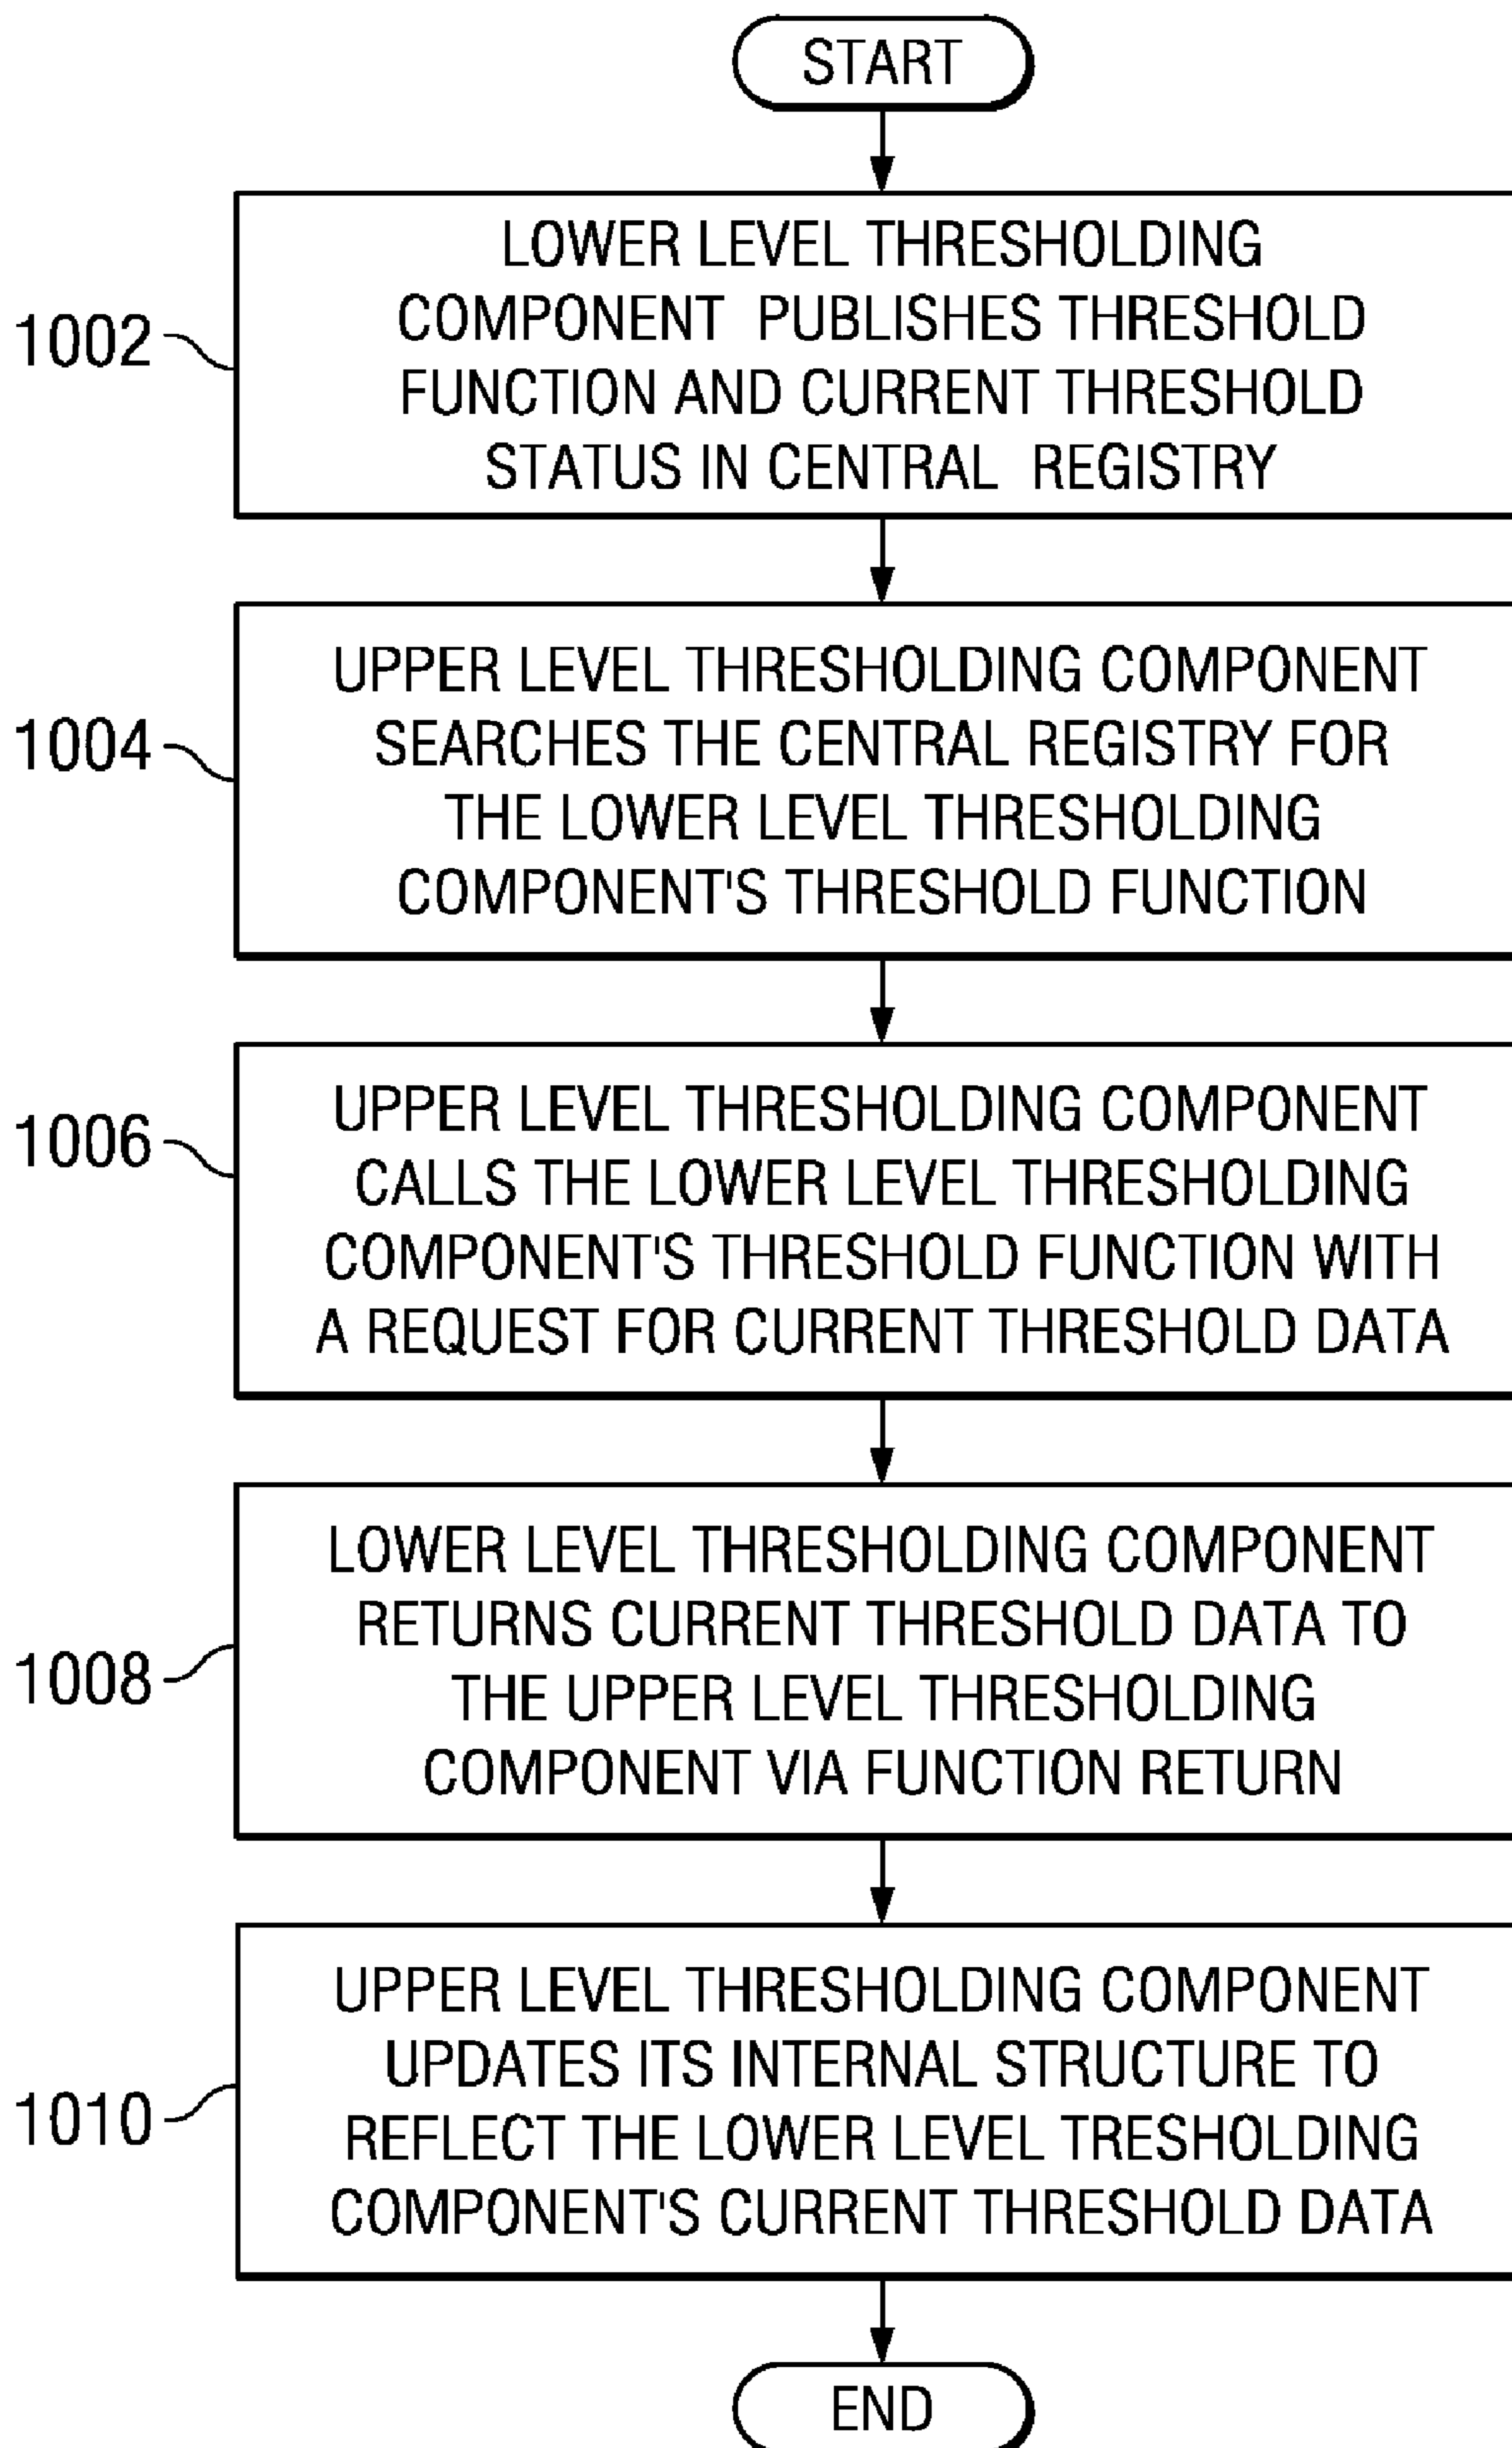 START
LOWER LEVEL THRESHOLDING
COMPONENT PUBLISHES THRESHOLD
FUNCTION AND CURRENT THRESHOLD
STATUS IN CENTRAL REGISTRY
1002
UPPER LEVEL THRESHOLDING COMPONENT
SEARCHES THE CENTRAL REGISTRY FOR
THE LOWER LEVEL THRESHOLDING
COMPONENT'S THRESHOLD FUNCTION
1004
UPPER LEVEL THRESHOLDING COMPONENT
CALLS THE LOWER LEVEL THRESHOLDING
COMPONENT'S THRESHOLD FUNCTION WITH
A REQUEST FOR CURRENT THRESHOLD DATA
1006
LOWER LEVEL THRESHOLDING COMPONENT
RETURNS CURRENT THRESHOLD DATA TO
THE UPPER LEVEL THRESHOLDING
COMPONENT VIA FUNCTION RETURN
1008
UPPER LEVEL THRESHOLDING COMPONENT
UPDATES ITS INTERNAL STRUCTURE TO
REFLECT THE LOWER LEVEL TRESHOLDING
COMPONENT'S CURRENT THRESHOLD DATA
1010
END